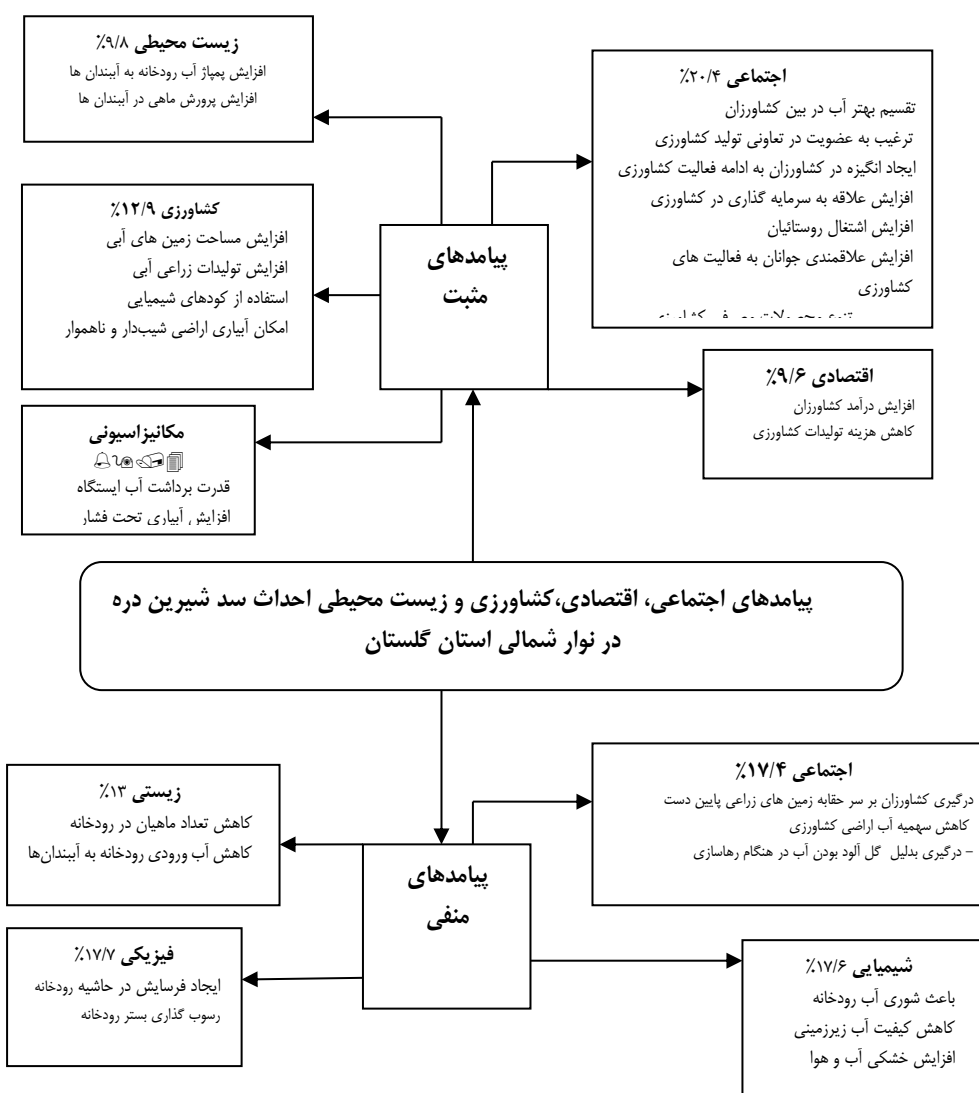 زیست محیطی ۹/۸٪
افزایش پمپاژ آب رودخانه به آببندان ها
افزایش پرورش ماهی در آببندان ها
اجتماعی ۲۰/۴٪
تقسیم بهتر آب در بین کشاورزان
ترغیب به عضویت در تعاونی تولید کشاورزی
ایجاد انگیزه در کشاورزان به ادامه فعالیت کشاورزی
افزایش علاقه به سرمایه گذاری در کشاورزی
افزایش اشتغال روستائیان
افزایش علاقمندی جوانان به فعالیت های
کشاورزی
تنوع محصولات
کشاورزی ۱۲/۹٪
افزایش مساحت زمین های آبی
افزایش تولیدات زراعی آبی
استفاده از کودهای شیمیایی
امکان آبیاری اراضی شیب‌دار و ناهموار
پیامدهای
مثبت
اقتصادی ۹/۶٪
افزایش درآمد کشاورزان
کاهش هزینه تولیدات کشاورزی
مکانیزاسیونی
قدرت برداشت آب ایستگاه
افزایش آبیاری تحت فشار
پیامدهای اجتماعی، اقتصادی،کشاورزی و زیست محیطی احداث سد شیرین دره
در نوار شمالی استان گلستان
اجتماعی ۱۷/۴٪
درگیری کشاورزان بر سر حقابه زمین های زراعی پایین دست
کاهش سهمیه آب اراضی کشاورزی
– درگیری بدلیل گل آلود بودن آب در هنگام رهاسازی
زیستی ۱۳٪
کاهش تعداد ماهیان در رودخانه
کاهش آب ورودی رودخانه به آببندان‌ها
پیامدهای
منفی
فیزیکی ۱۷/۷٪
ایجاد فرسایش در حاشیه رودخانه
رسوب گذاری بستر رودخانه
شیمیایی ۱۷/۶٪
باعث شوری آب رودخانه
کاهش کیفیت آب زیرزمینی
افزایش خشکی آب و هوا